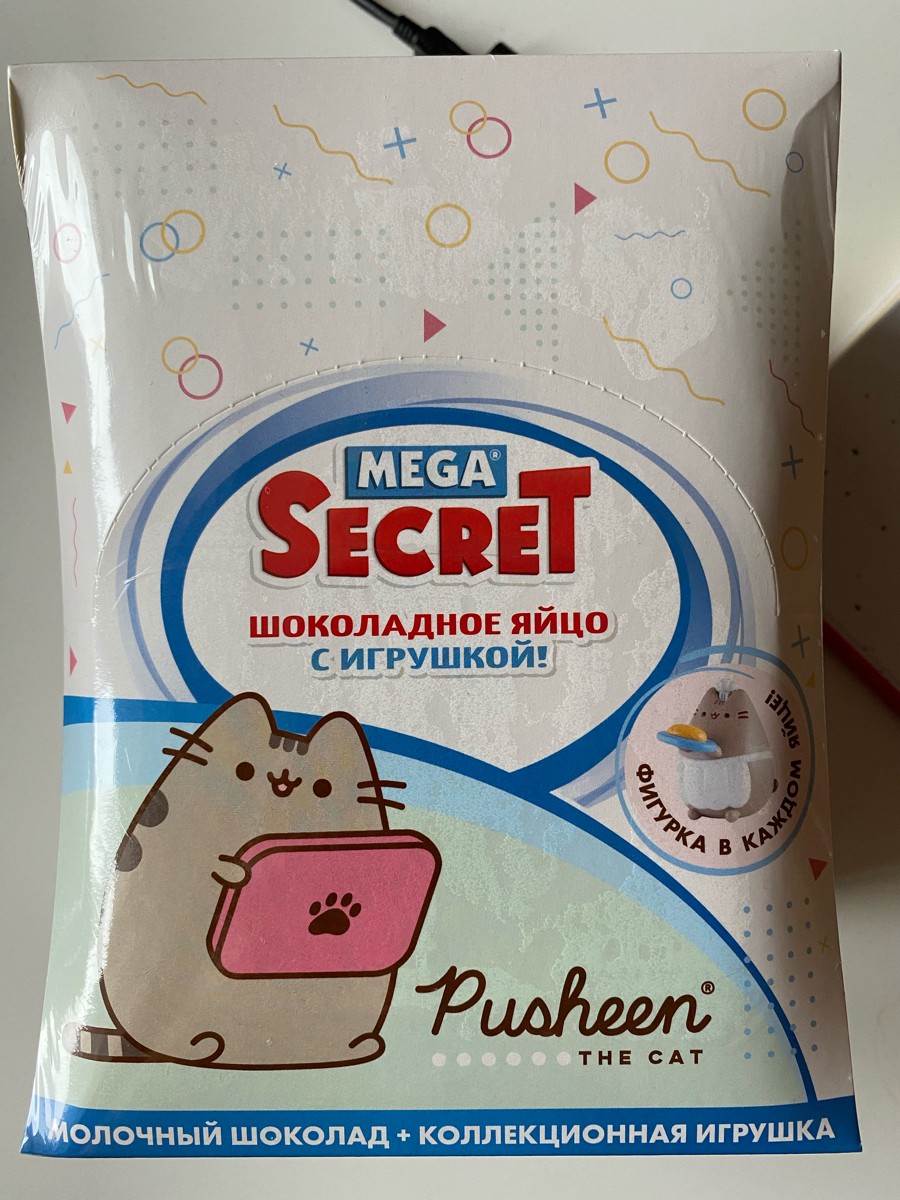 MEGA®
SECRET
ШОКОЛАДНОЕ ЯЙЦО
С ИГРУШКОЙ!
ФИГУРКА В КАЖДОМ ЯЙЦЕ!
Pusheen®
THE CAT
МОЛОЧНЫЙ ШОКОЛАД + КОЛЛЕКЦИОННАЯ ИГРУШКА